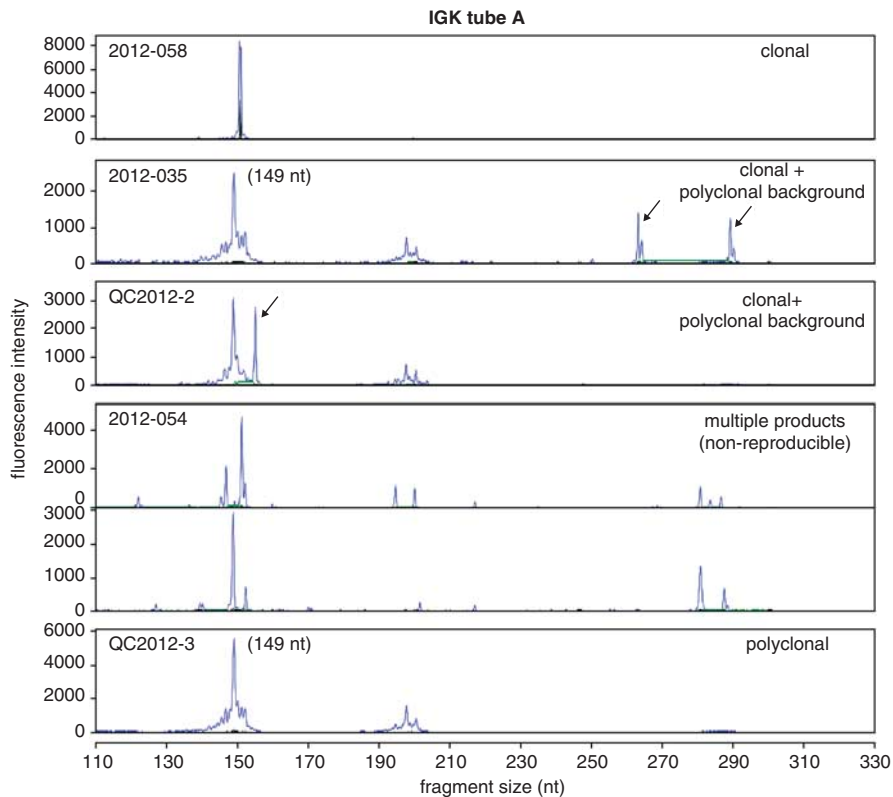 IGK tube A
fluorescence intensity
8000
6000
4000
2000
0
2012-058
clonal
2000
1000
0
2012-035 (149 nt)
clonal +
polyclonal background
3000
2000
1000
0
QC2012-2
clonal+
polyclonal background
4000
2000
0
2012-054
multiple products
(non-reproducible)
3000
2000
1000
0
6000
4000
2000
0
QC2012-3 (149 nt)
polyclonal
110 130 150 170 190 210 230 250 270 290 310 330
fragment size (nt)